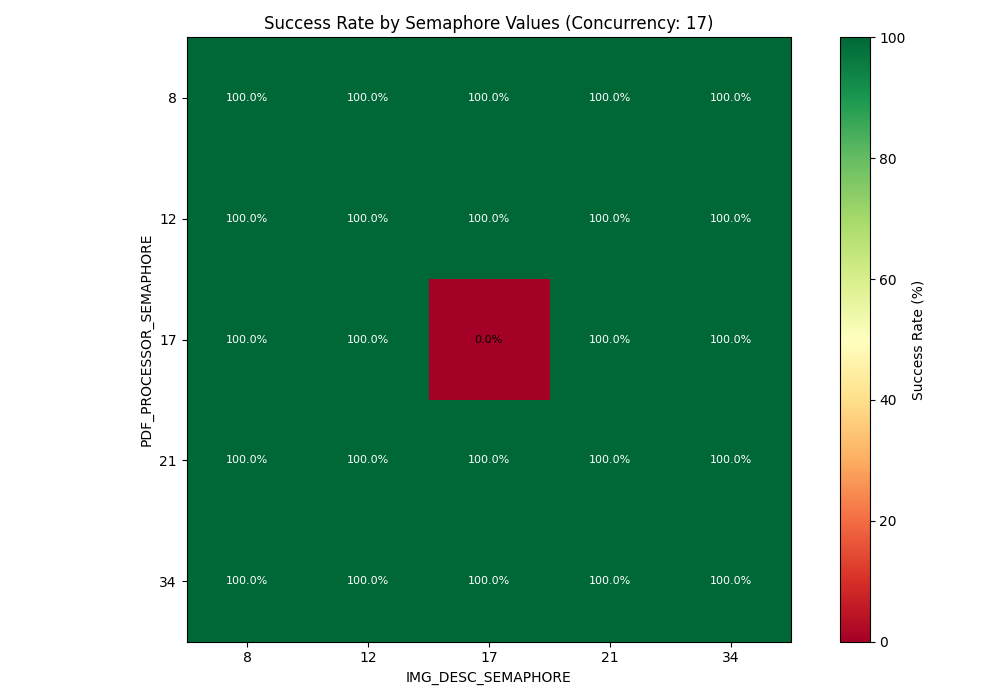 Success Rate by Semaphore Values (Concurrency: 17)
PDF_PROCESSOR_SEMAPHORE
8 100.0% 100.0% 100.0% 100.0% 100.0%
12 100.0% 100.0% 100.0% 100.0% 100.0%
17 100.0% 100.0% 0.0% 100.0% 100.0%
21 100.0% 100.0% 100.0% 100.0% 100.0%
34 100.0% 100.0% 100.0% 100.0% 100.0%
8 12 17 21 34
IMG_DESC_SEMAPHORE
100
80
60
40
20
0
Success Rate (%)